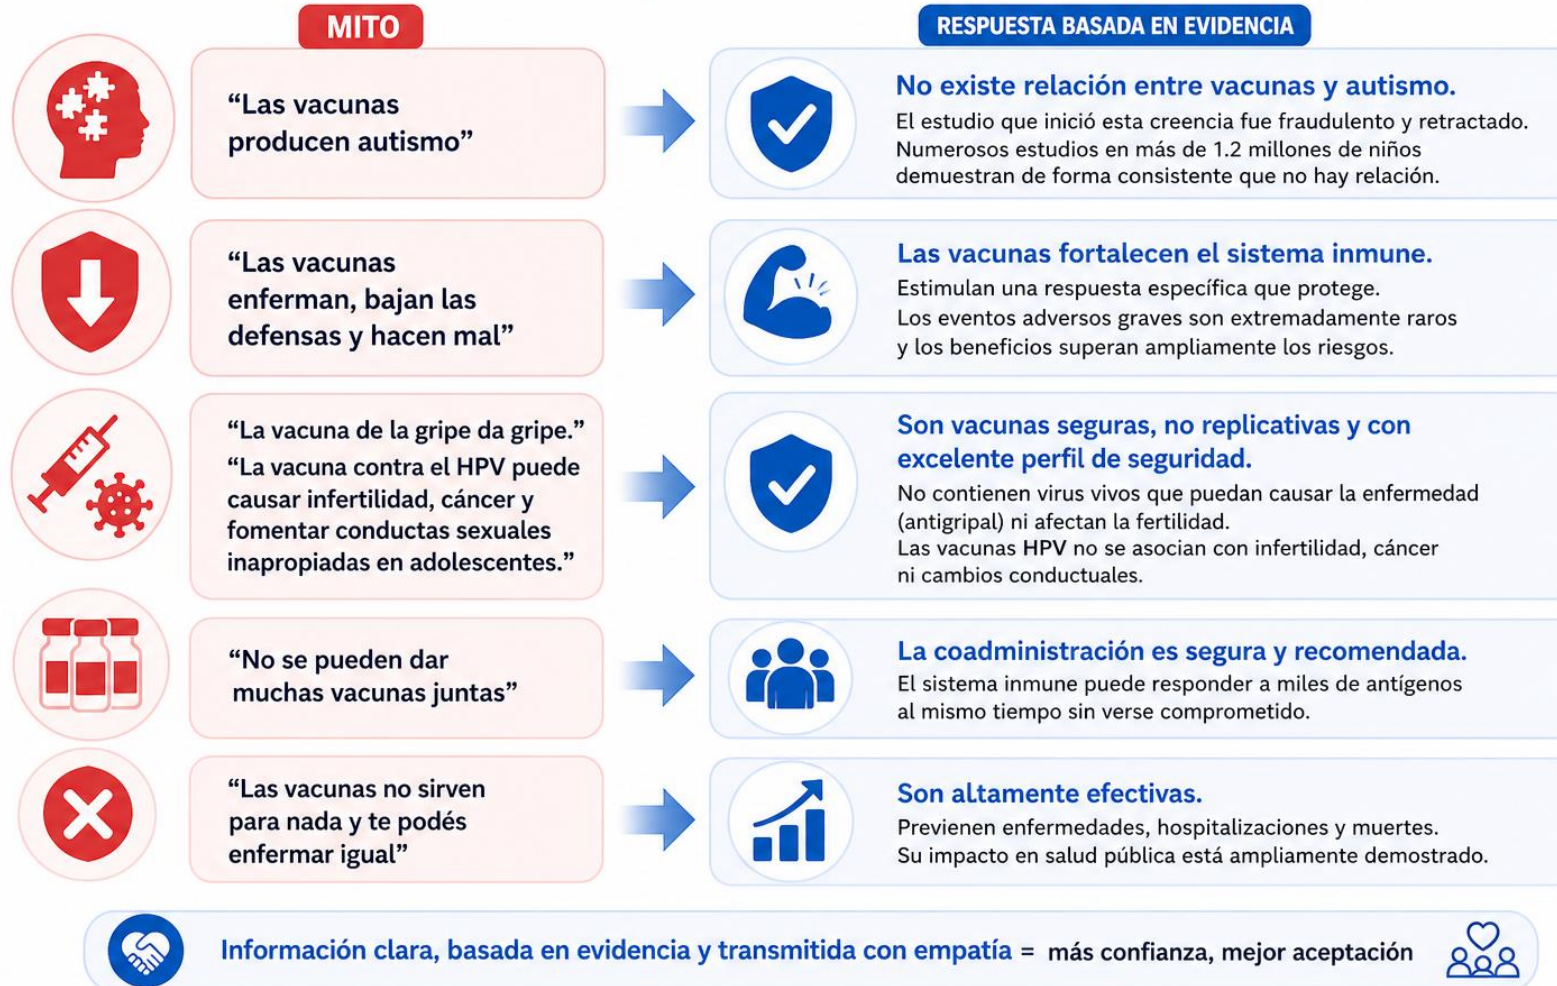 MITO
RESPUESTA BASADA EN EVIDENCIA
“Las vacunas
producen autismo”
No existe relación entre vacunas y autismo.
El estudio que inició esta creencia fue fraudulento y retractado.
Numerosos estudios en más de 1.2 millones de niños
demuestran de forma consistente que no hay relación.
“Las vacunas
enferman, bajan las
defensas y hacen mal”
Las vacunas fortalecen el sistema inmune.
Estimulan una respuesta específica que protege.
Los eventos adversos graves son extremadamente raros
y los beneficios superan ampliamente los riesgos.
“La vacuna de la gripe da gripe.”
“La vacuna contra el HPV puede
causar infertilidad, cáncer y
fomentar conductas sexuales
inapropiadas en adolescentes.”
Son vacunas seguras, no replicativas y con
excelente perfil de seguridad.
No contienen virus vivos que puedan causar la enfermedad
(antigripal) ni afectan la fertilidad.
Las vacunas HPV no se asocian con infertilidad, cáncer
ni cambios conductuales.
“No se pueden dar
muchas vacunas juntas”
La coadministración es segura y recomendada.
El sistema inmune puede responder a miles de antígenos
al mismo tiempo sin verse comprometido.
“Las vacunas no sirven
para nada y te podés
enfermar igual”
Son altamente efectivas.
Previenen enfermedades, hospitalizaciones y muertes.
Su impacto en salud pública está ampliamente demostrado.
Información clara, basada en evidencia y transmitida con empatía = más confianza, mejor aceptación